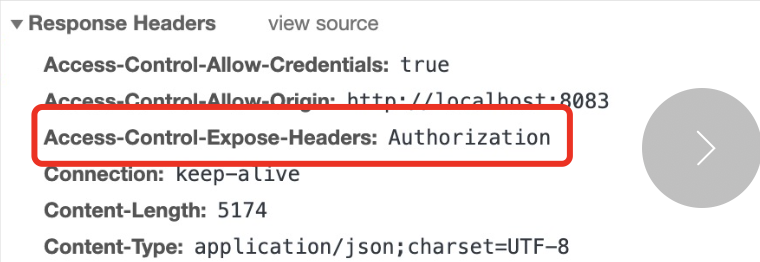 ▼ Response Headers view source
Access-Control-Allow-Credentials: true
Access-Control-Allow-Origin: http://localhost:8083
Access-Control-Expose-Headers: Authorization
Connection: keep-alive
Content-Length: 5174
Content-Type: application/json;charset=UTF-8